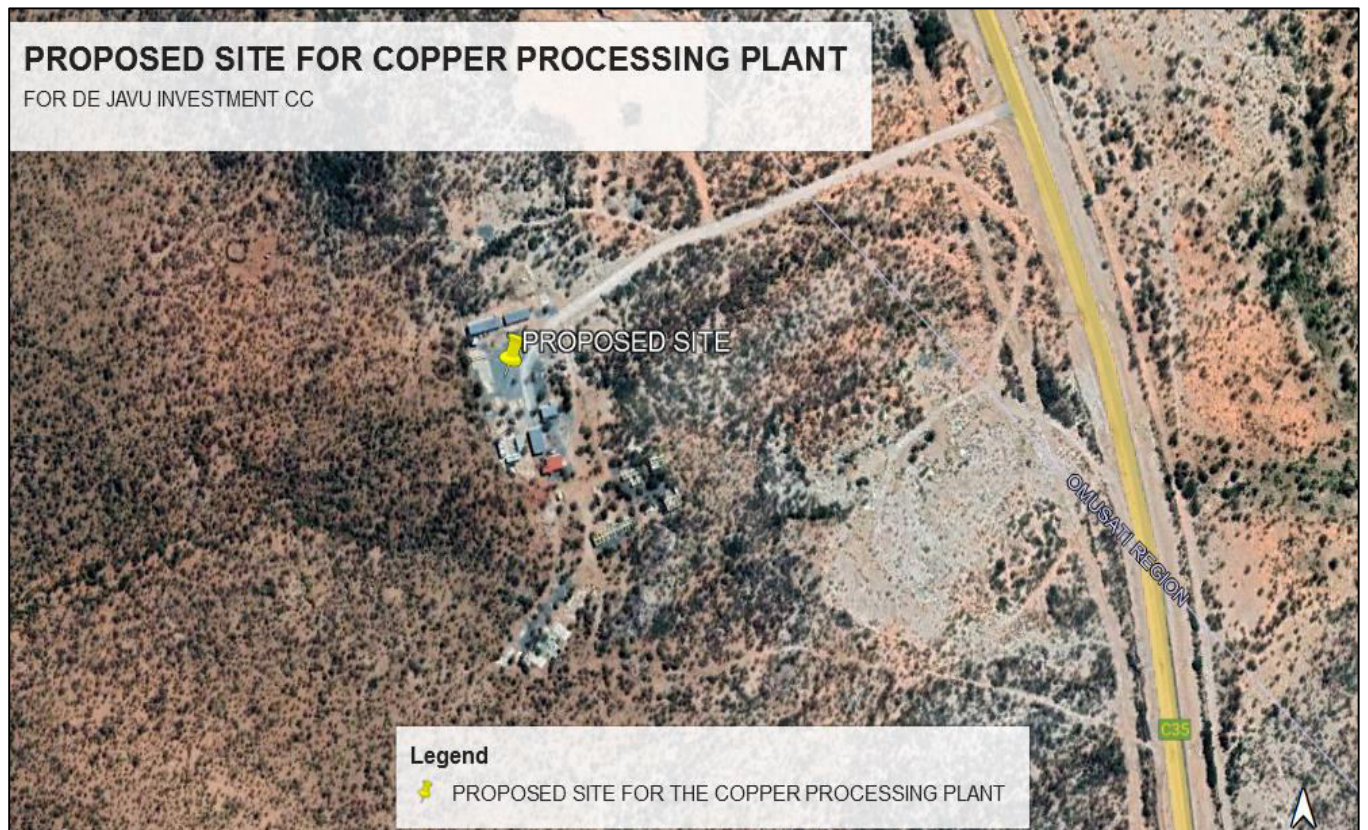 PROPOSED SITE FOR COPPER PROCESSING PLANT
FOR DE JAVU INVESTMENT CC
PROPOSED SITE
OMUSATI REGION
C35
Legend
PROPOSED SITE FOR THE COPPER PROCESSING PLANT